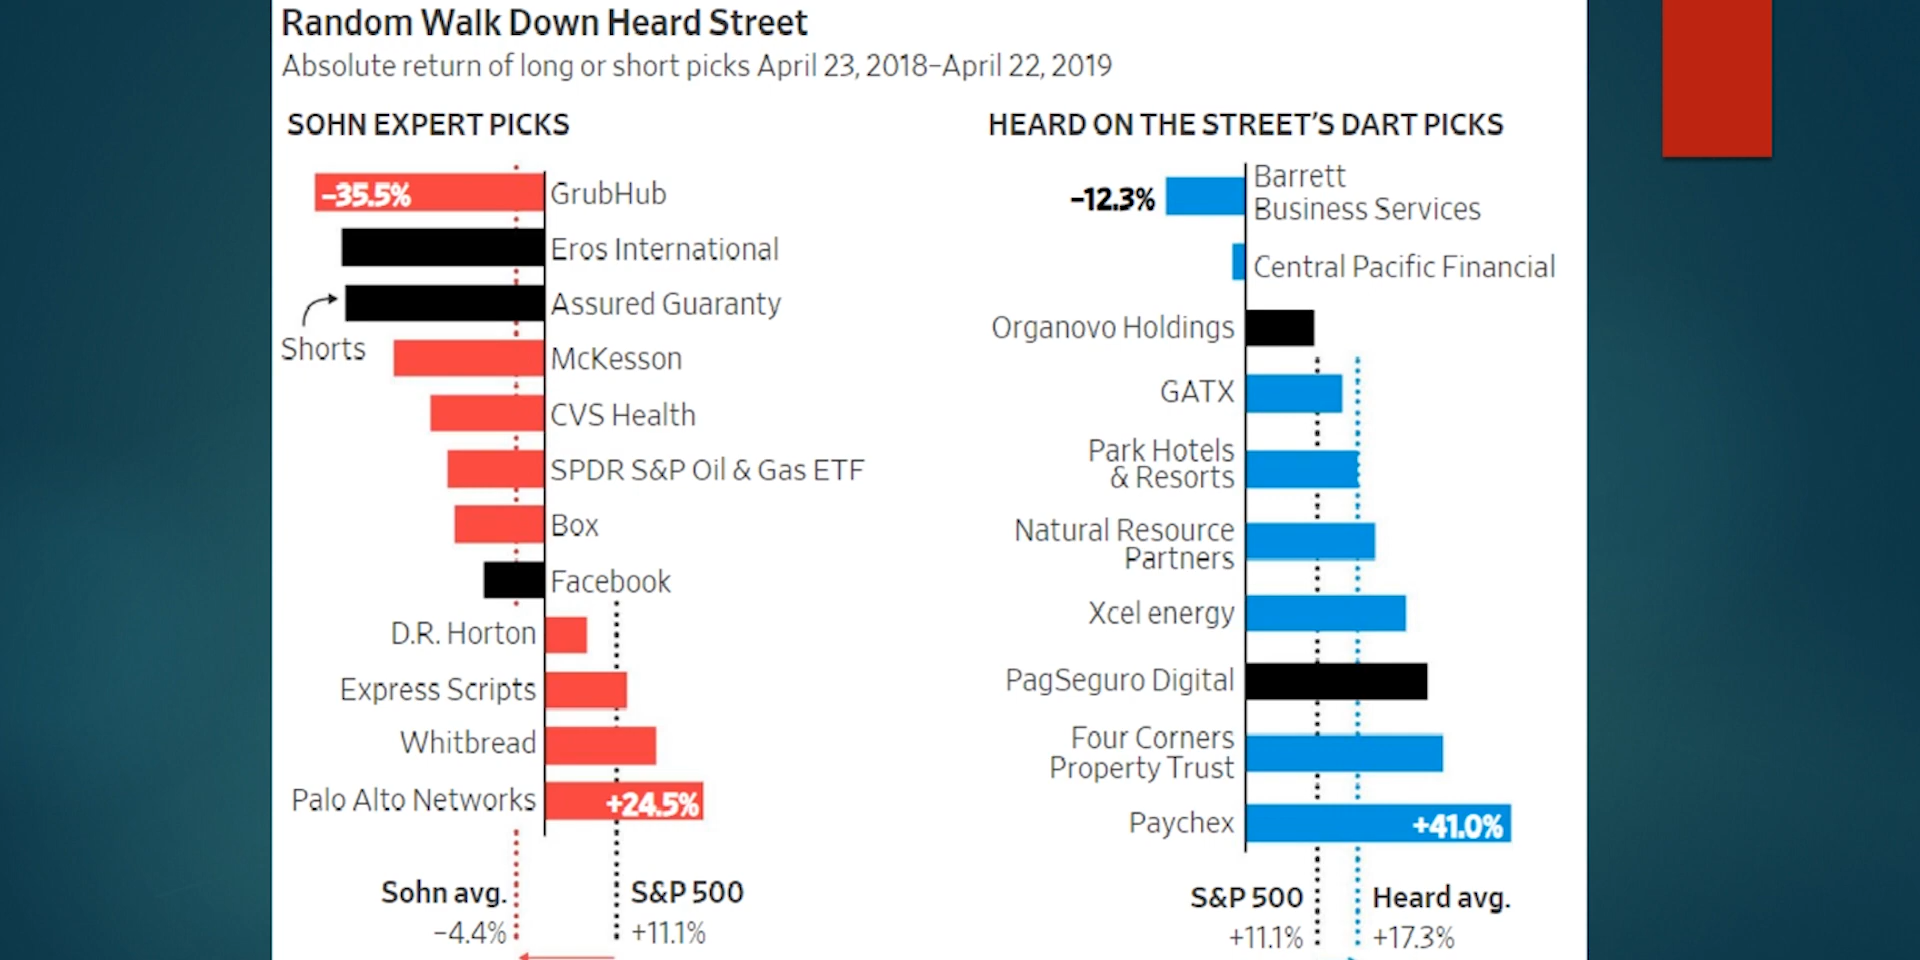 Random Walk Down Heard Street
Absolute return of long or short picks April 23, 2018–April 22, 2019
SOHN EXPERT PICKS
–35.5%
GrubHub
Eros International
Assured Guaranty
Shorts
McKesson
CVS Health
SPDR S&P Oil & Gas ETF
Box
Facebook
D.R. Horton
Express Scripts
Whitbread
Palo Alto Networks
+24.5%
Sohn avg.
–4.4%
S&P 500
+11.1%
HEARD ON THE STREET’S DART PICKS
–12.3%
Barrett
Business Services
Central Pacific Financial
Organovo Holdings
GATX
Park Hotels
& Resorts
Natural Resource
Partners
Xcel energy
PagSeguro Digital
Four Corners
Property Trust
Paychex
+41.0%
S&P 500
+11.1%
Heard avg.
+17.3%